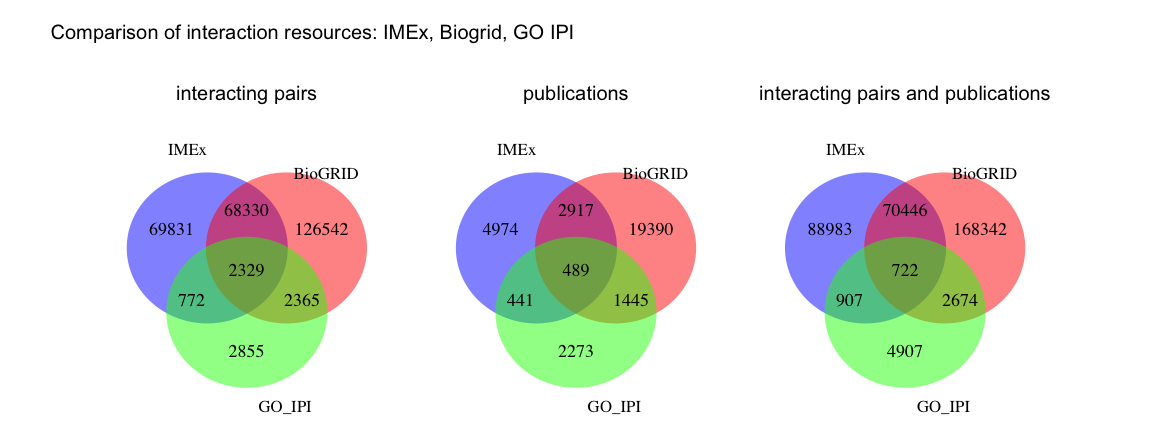 Comparison of interaction resources: IMEx, Biogrid, GO IPI
interacting pairs
IMEx
BioGRID
68330
69831
126542
2329
772
2365
2855
GO_IPI
publications
IMEx
BioGRID
2917
4974
19390
489
441
1445
2273
GO_IPI
interacting pairs and publications
IMEx
BioGRID
70446
88983
168342
722
907
2674
4907
GO_IPI